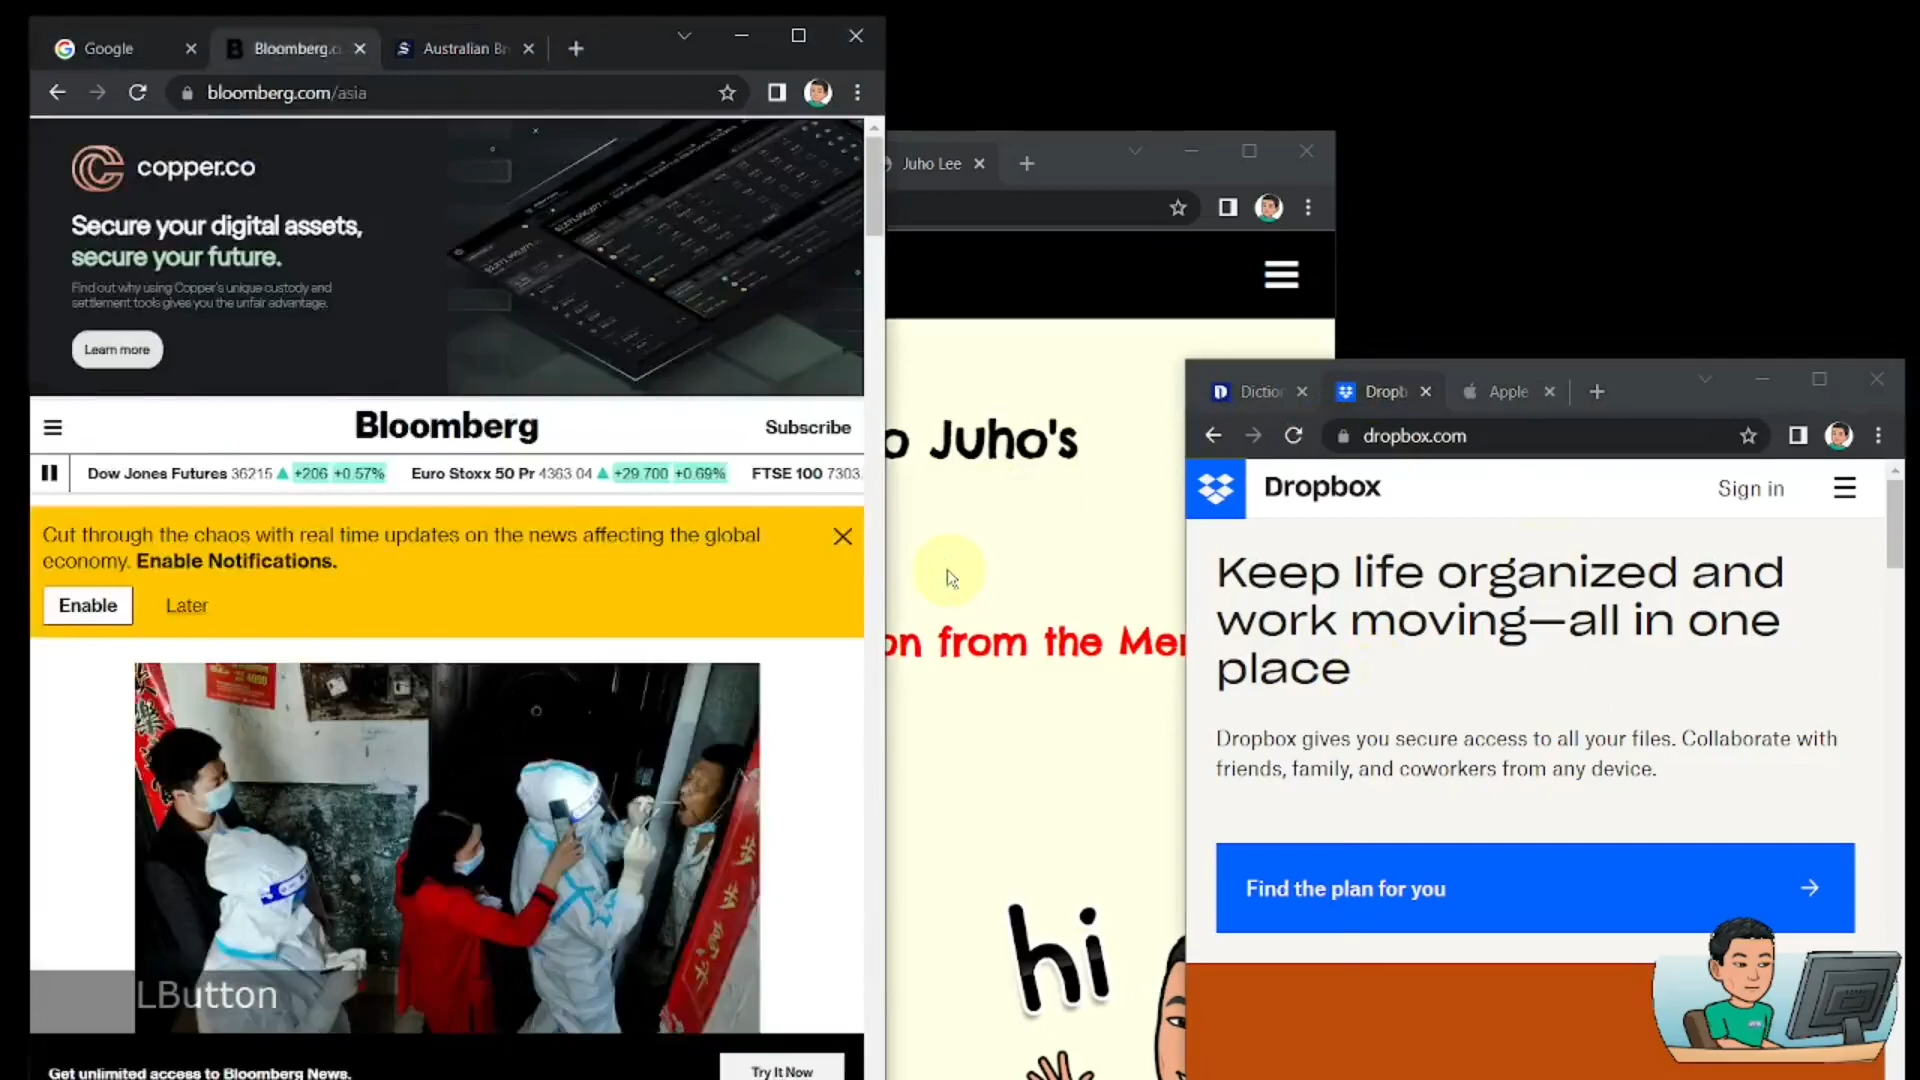 Google
Bloomberg.c
Australian Br
bloomberg.com/asia
copper.co
Secure your digital assets,
secure your future.
Find out why using Copper's unique custody and
settlement tools gives you the unfair advantage.
Learn more
Bloomberg
Subscribe
Dow Jones Futures 36215 +206 +0.57%
Euro Stoxx 50 Pr 4363.04 +29.700 +0.69%
FTSE 100 7303.
Cut through the chaos with real time updates on the news affecting the global
economy. Enable Notifications.
Enable
Later
LButton
Get unlimited access to Bloomberg News.
Try It Now
Juho Lee
o Juho's
on from the Me
hi
Diction
Dropb
Apple
dropbox.com
Dropbox
Sign in
Keep life organized and
work moving—all in one
place
Dropbox gives you secure access to all your files. Collaborate with
friends, family, and coworkers from any device.
Find the plan for you